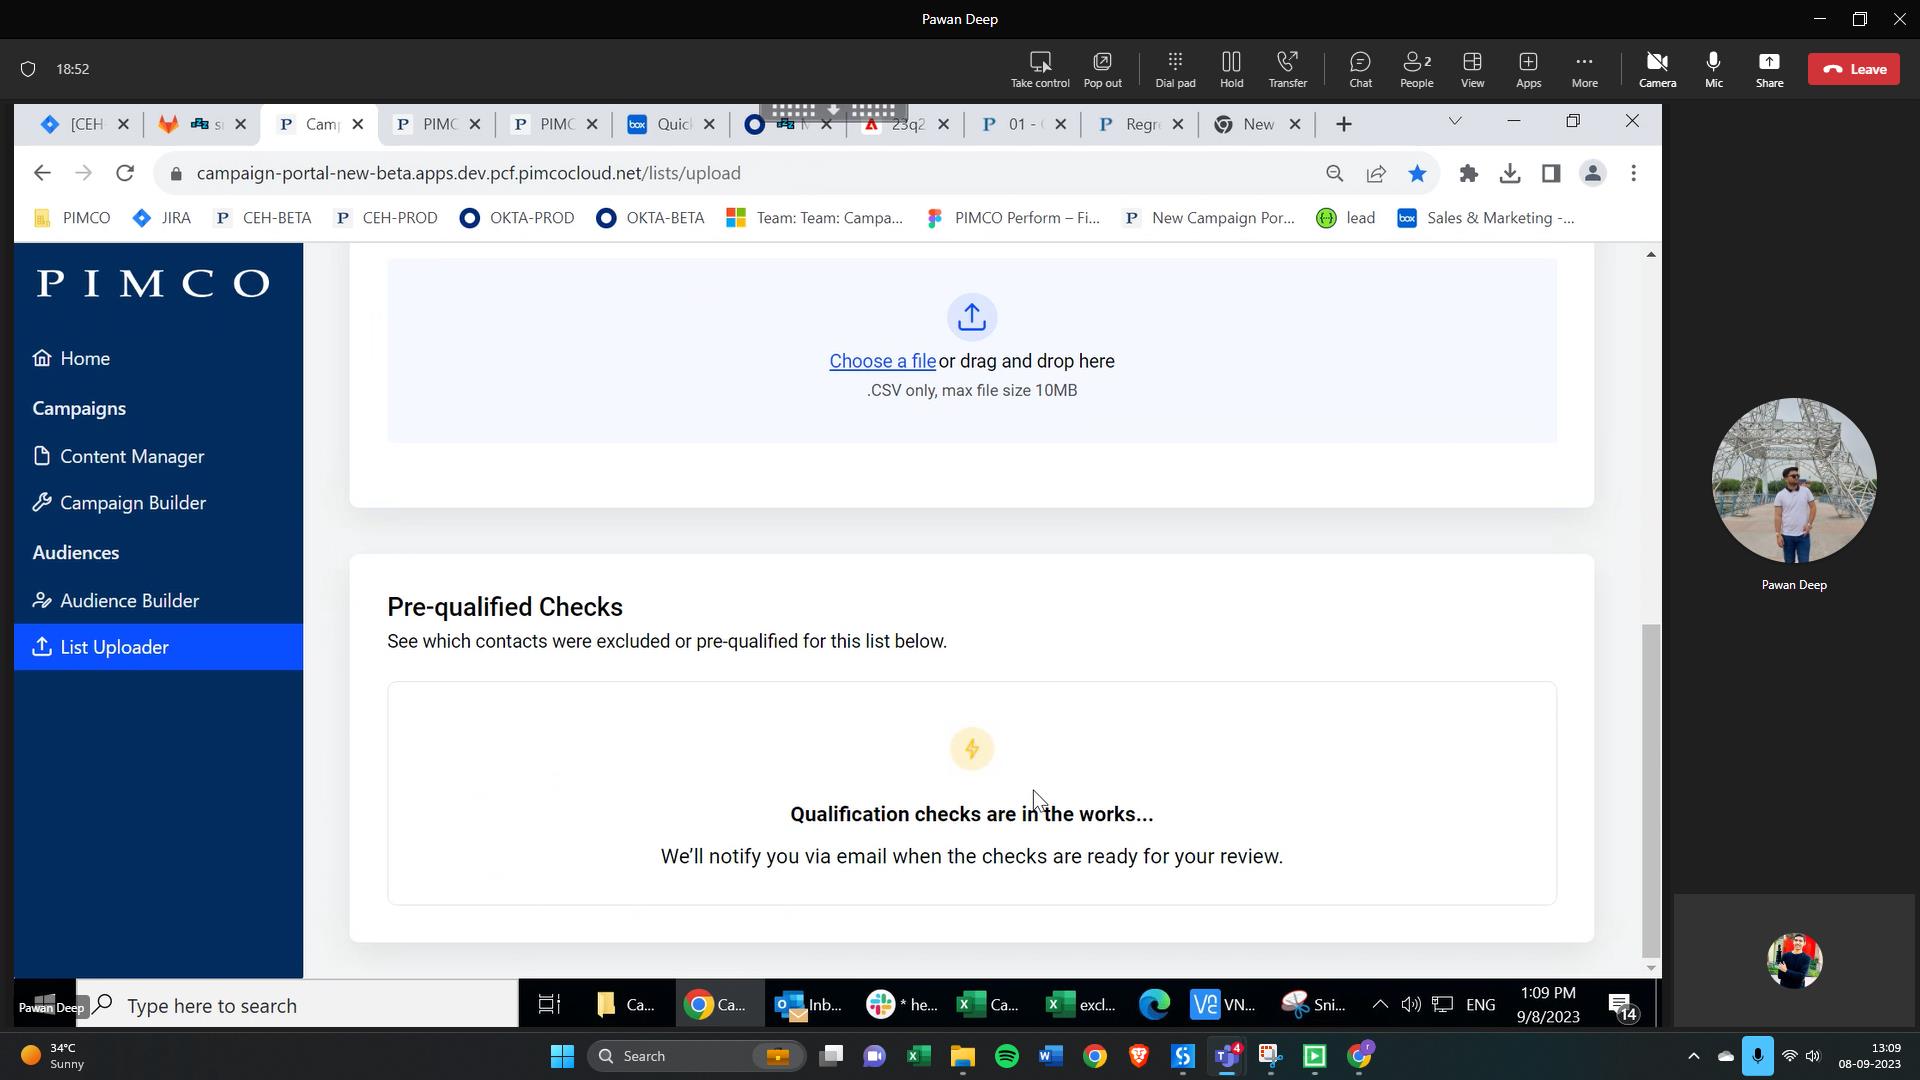 Pawan Deep
18:52
Take control
Pop out
Dial pad
Hold
Transfer
Chat
2
People
View
Apps
More
Camera
Mic
Share
Leave
[CEH
Camp
PIMC
PIMC
box
Quic
23q2
01 -
Regr
New
campaign-portal-new-beta.apps.dev.pcf.pimcocloud.net/lists/upload
PIMCO
JIRA
CEH-BETA
CEH-PROD
OKTA-PROD
OKTA-BETA
Team: Team: Campa...
PIMCO Perform – Fi...
New Campaign Por...
lead
box
Sales & Marketing -...
PIMCO
Home
Campaigns
Content Manager
Campaign Builder
Audiences
Audience Builder
List Uploader
Choose a file or drag and drop here
.CSV only, max file size 10MB
Pre-qualified Checks
See which contacts were excluded or pre-qualified for this list below.
Qualification checks are in the works...
We’ll notify you via email when the checks are ready for your review.
Pawan Deep
Pawan Deep
Type here to search
Ca...
Ca...
Inb...
* he...
Ca...
excl...
VN...
Sni...
ENG
1:09 PM
9/8/2023
14
34°C
Sunny
Search
4
13:09
08-09-2023